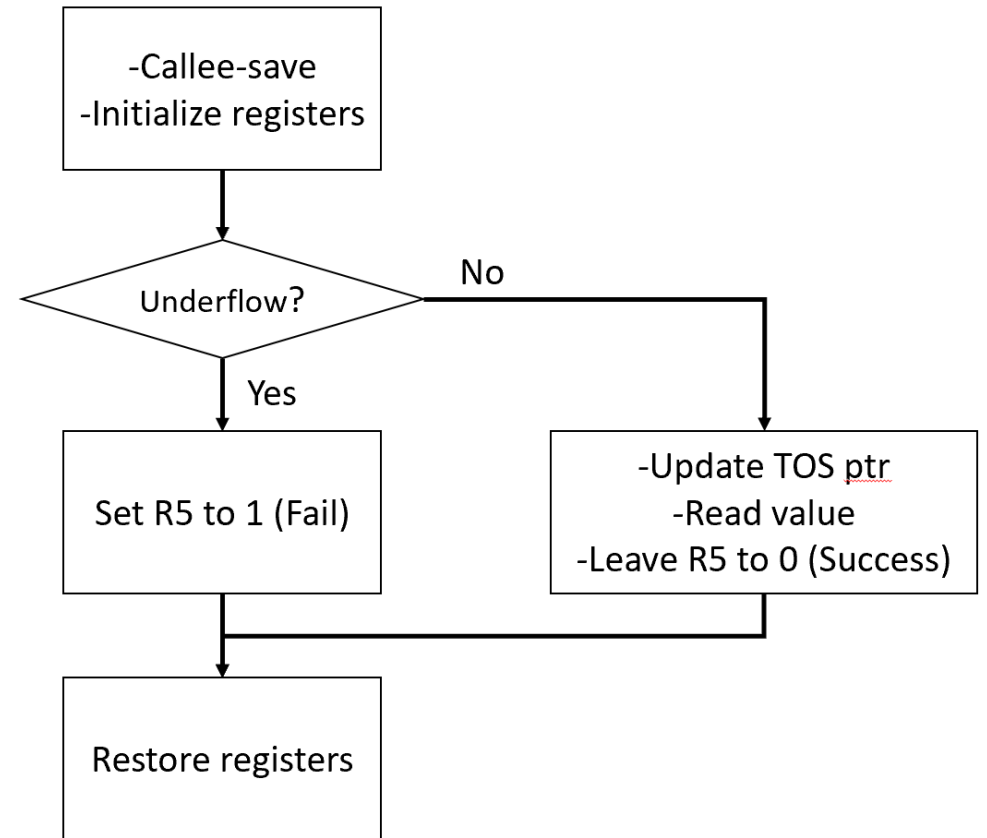 -Callee-save
-Initialize registers
Underflow?
No
Yes
Set R5 to 1 (Fail)
-Update TOS ptr
-Read value
-Leave R5 to 0 (Success)
Restore registers